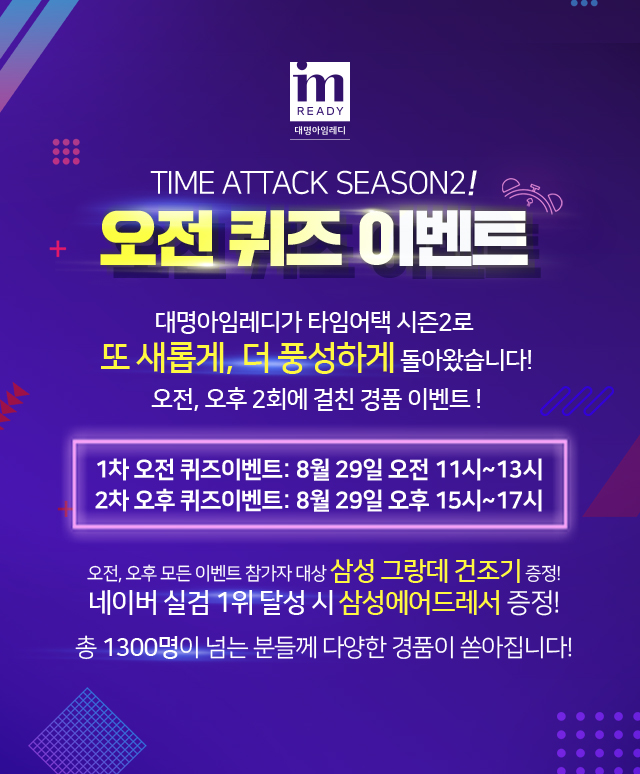 im
READY
대명아임레디
TIME ATTACK SEASON2!
오전 퀴즈 이벤트
대명아임레디가 타임어택 시즌2로
또 새롭게, 더 풍성하게 돌아왔습니다!
오전, 오후 2회에 걸친 경품 이벤트 !
1차 오전 퀴즈이벤트: 8월 29일 오전 11시~13시
2차 오후 퀴즈이벤트: 8월 29일 오후 15시~17시
오전, 오후 모든 이벤트 참가자 대상 삼성 그랑데 건조기 증정!
네이버 실검 1위 달성 시 삼성에어드레서 증정!
총 1300명이 넘는 분들께 다양한 경품이 쏟아집니다!